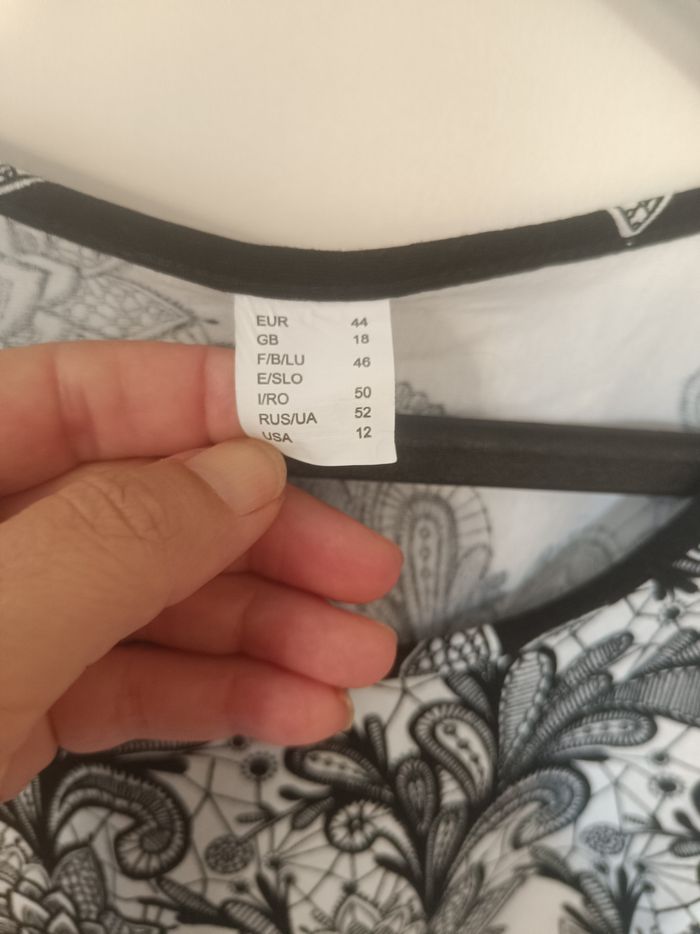 EUR 44
GB 18
F/B/LU 46
E/SLO
I/RO 50
RUS/UA 52
USA 12